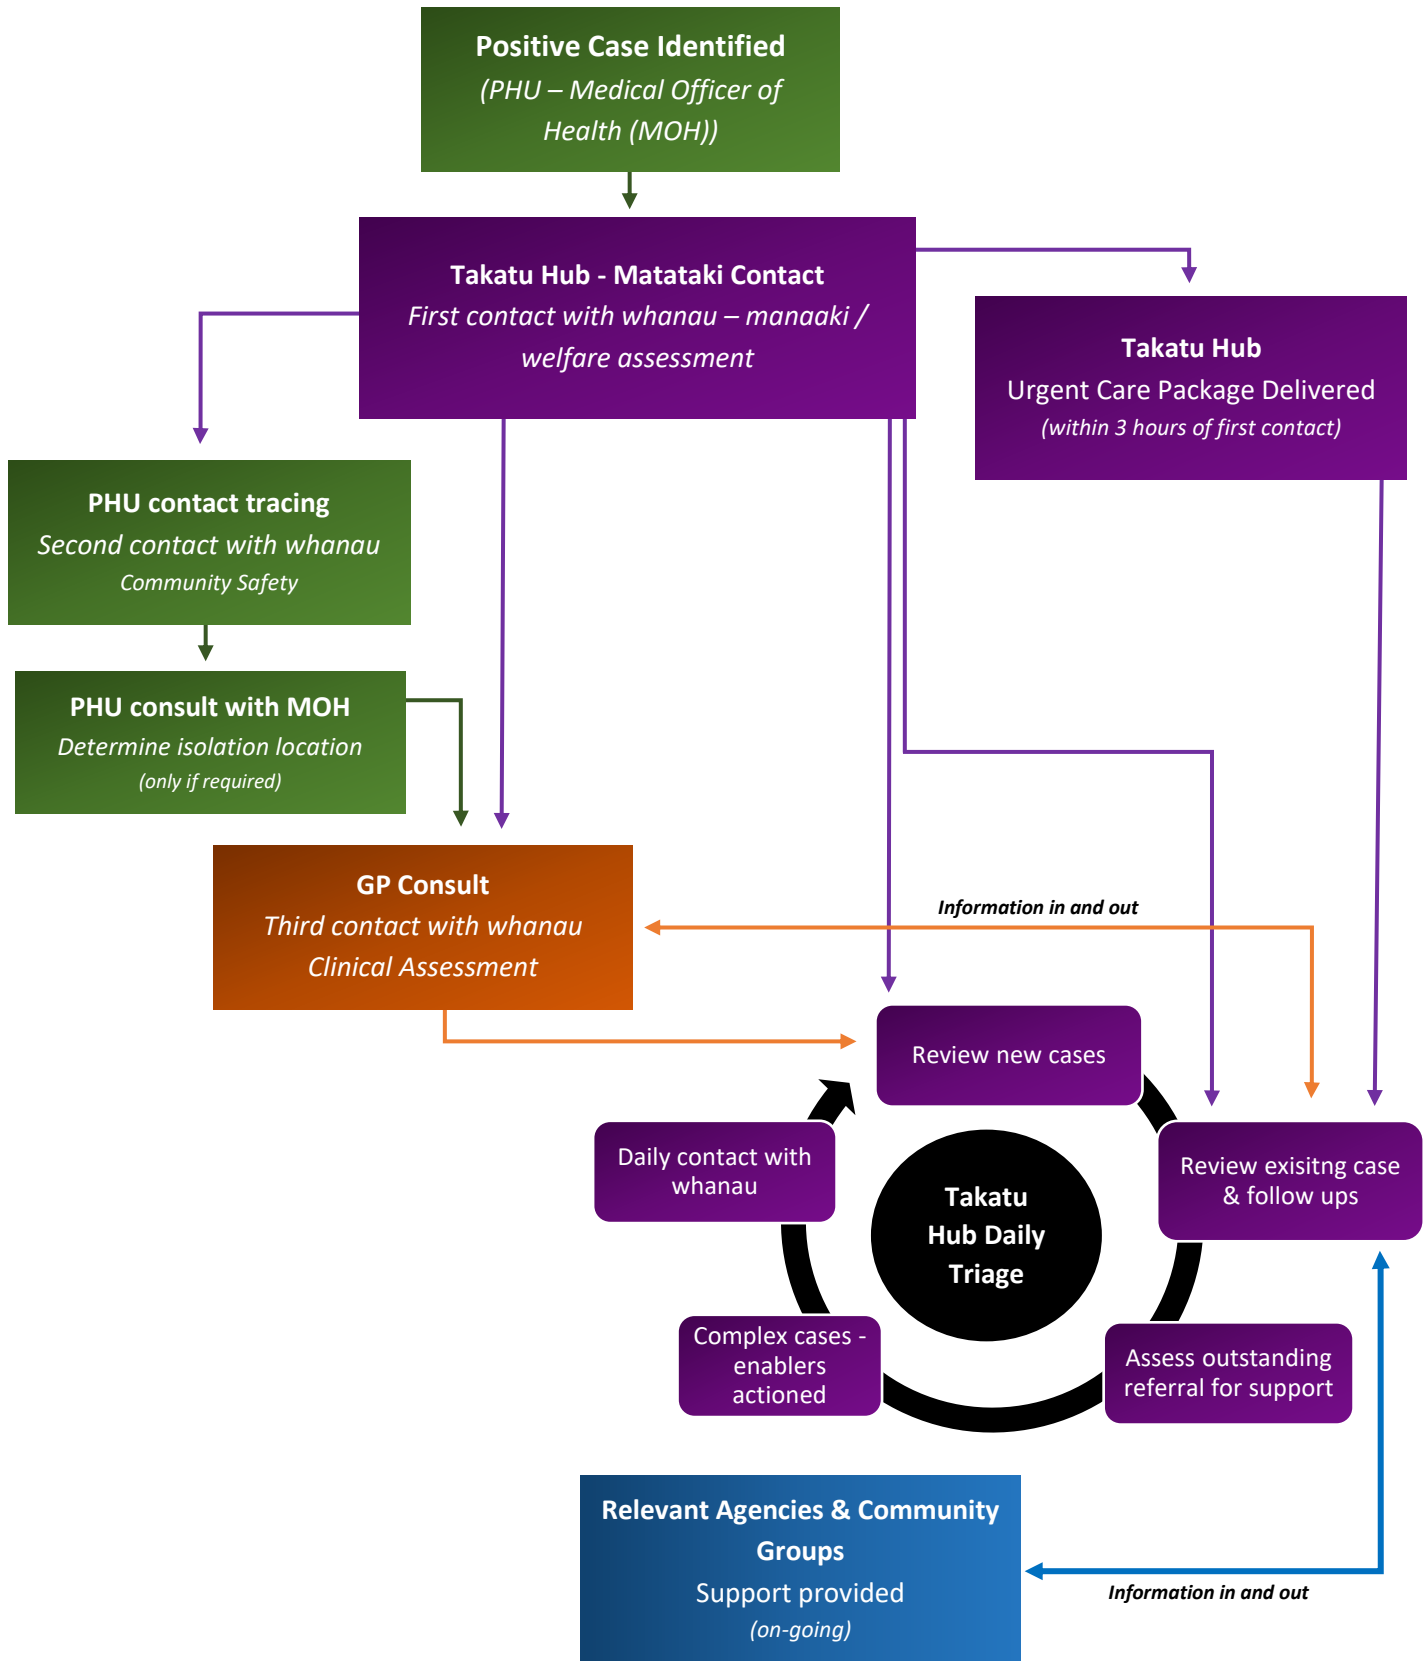 Positive Case Identified
(PHU – Medical Officer of
Health (MOH))
Takatu Hub - Matataki Contact
First contact with whanau – manaaki /
welfare assessment
Takatu Hub
Urgent Care Package Delivered
(within 3 hours of first contact)
PHU contact tracing
Second contact with whanau
Community Safety
PHU consult with MOH
Determine isolation location
(only if required)
GP Consult
Third contact with whanau
Clinical Assessment
Information in and out
Review new cases
Daily contact with
whanau
Review exisitng case
& follow ups
Takatu
Hub Daily
Triage
Complex cases -
enablers
actioned
Assess outstanding
referral for support
Relevant Agencies & Community
Groups
Support provided
(on-going)
Information in and out